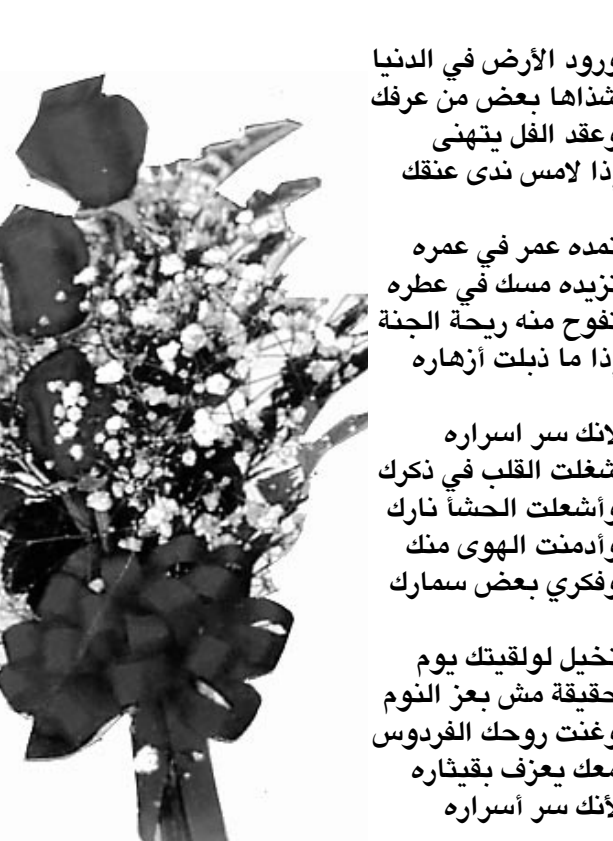 ورود الأرض في الدنيا
شذاها بعض من عرفك
وعقد الفل يتهنى
إذا لامس ندى عنقك
تمده عمر في عمره
تزيده مسك في عطره
تفوح منه ريحة الجنة
إذا ما ذبلت أزهاره
لانك سر اسراره
شغلت القلب في ذكرك
وأشعلت الحشأ نارك
وأدمنت الهوى منك
وفكري بعض سمارك
تخيل لولقيتك يوم
حقيقة مش بعز النوم
وغنت روحك الفردوس
معك يعزف بقيثاره
لأنك سر أسراره